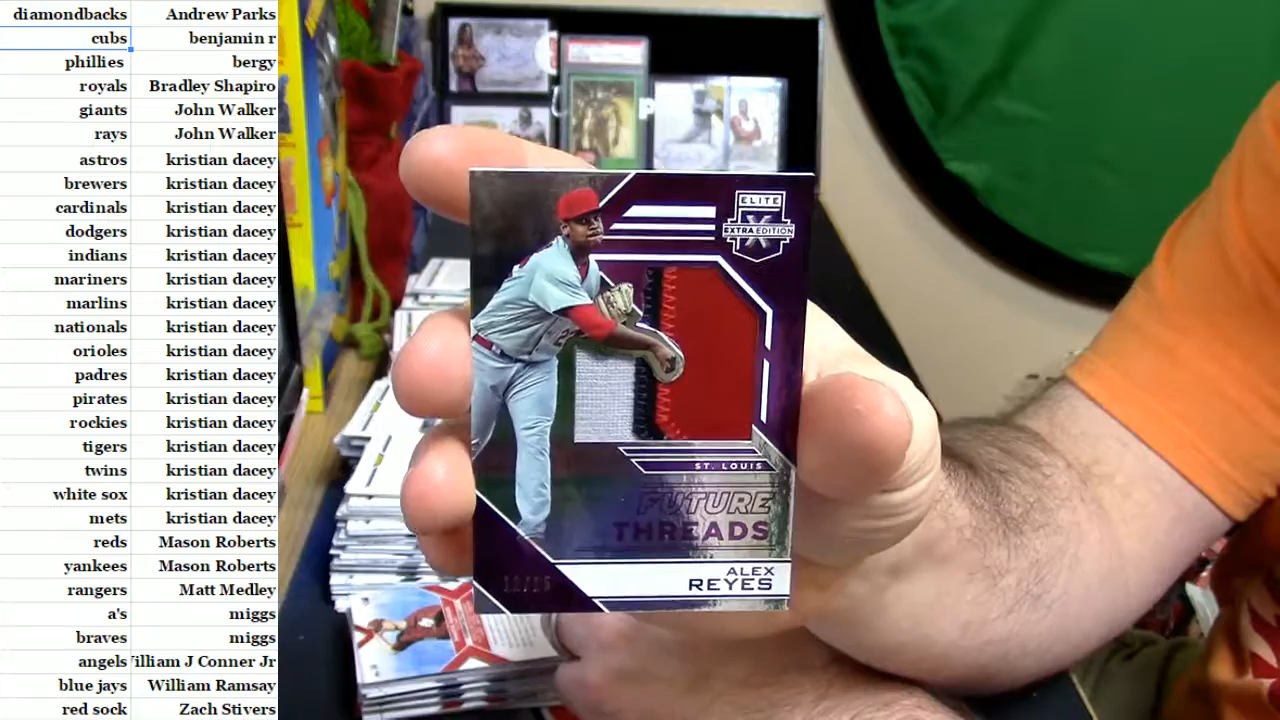 diamondbacks Andrew Parks
cubs benjamin r
phillies bergy
royals Bradley Shapiro
giants John Walker
rays John Walker
astros kristian dacey
brewers kristian dacey
cardinals kristian dacey
dodgers kristian dacey
indians kristian dacey
mariners kristian dacey
marlins kristian dacey
nationals kristian dacey
orioles kristian dacey
padres kristian dacey
pirates kristian dacey
rockies kristian dacey
tigers kristian dacey
twins kristian dacey
white sox kristian dacey
mets kristian dacey
reds Mason Roberts
yankees Mason Roberts
rangers Matt Medley
a's miggs
braves miggs
angels illiam J Conner Jr
blue jays William Ramsay
red sock Zach Stivers
ELITE
X
EXTRA EDITION
ST. LOUIS
FUTURE
THREADS
ALEX
REYES